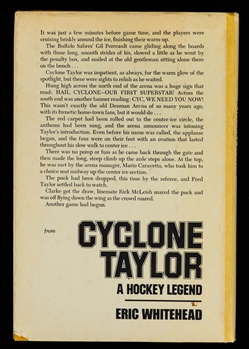 It was just a few minutes before game time, and the players were
cruising briskly around the ice, finishing their warm-up.
The Buffalo Sabres' Gil Perreault came gliding along the boards
with those long, smooth strides of his, slowed a little as he went by
the penalty box, and smiled at the old gentleman sitting alone there
on the bench . . .
Cyclone Taylor was impatient, as always, for the warm glow of the
spotlight, but there were nights to relish as he waited.
Hung high across the north end of the arena was a huge sign that
read: HAIL CYCLONE–OUR FIRST SUPERSTAR! Across the
south end was another banner reading: CYC, WE NEED YOU NOW!
This wasn't exactly the old Denman Arena of so many years ago,
with its frenetic home-town fans, but it would do . . .
The red carpet had been rolled out to the center-ice circle, the
anthems had been sung, and the arena announcer was intoning
Taylor's introduction. Even before his name was called, the applause
began, and the fans were on their feet with an ovation that lasted
throughout his slow walk to center ice . . .
There was no pomp or fuss as he came back through the gate and
then made the long, steep climb up the aisle steps alone. At the top,
he was met by the arena manager, Mario Caravetta, who took him to
a choice seat midway up the center ice section.
The puck had been dropped, this time by the referee, and Fred
Taylor settled back to watch.
Clarke got the draw, linemate Rick McLeish snared the puck and
was off flying down the wing as the crowd roared.
Another game had begun.
from
CYCLONE
TAYLOR
A HOCKEY LEGEND
ERIC WHITEHEAD